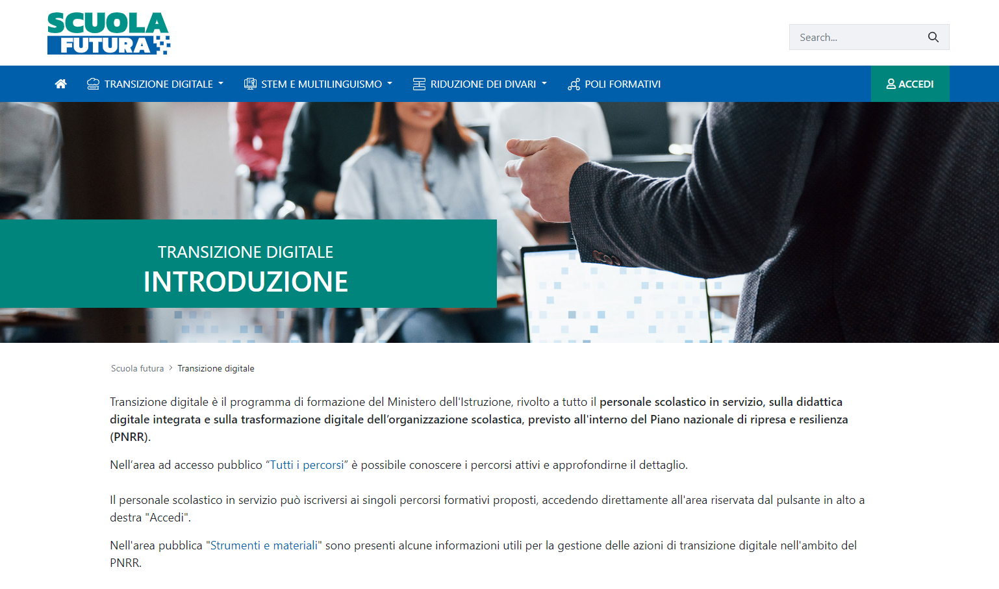 SCUOLA
FUTURA
Search...
TRANSIZIONE DIGITALE
STEM E MULTILINGUISMO
RIDUZIONE DEI DIVARI
POLI FORMATIVI
ACCEDI
TRANSIZIONE DIGITALE
INTRODUZIONE
Scuola futura > Transizione digitale
Transizione digitale è il programma di formazione del Ministero dell'Istruzione, rivolto a tutto il personale scolastico in servizio, sulla didattica
digitale integrata e sulla trasformazione digitale dell’organizzazione scolastica, previsto all'interno del Piano nazionale di ripresa e resilienza
(PNRR).
Nell’area ad accesso pubblico “Tutti i percorsi” è possibile conoscere i percorsi attivi e approfondirne il dettaglio.
Il personale scolastico in servizio può iscriversi ai singoli percorsi formativi proposti, accedendo direttamente all'area riservata dal pulsante in alto a
destra "Accedi".
Nell'area pubblica "Strumenti e materiali" sono presenti alcune informazioni utili per la gestione delle azioni di transizione digitale nell'ambito del
PNRR.